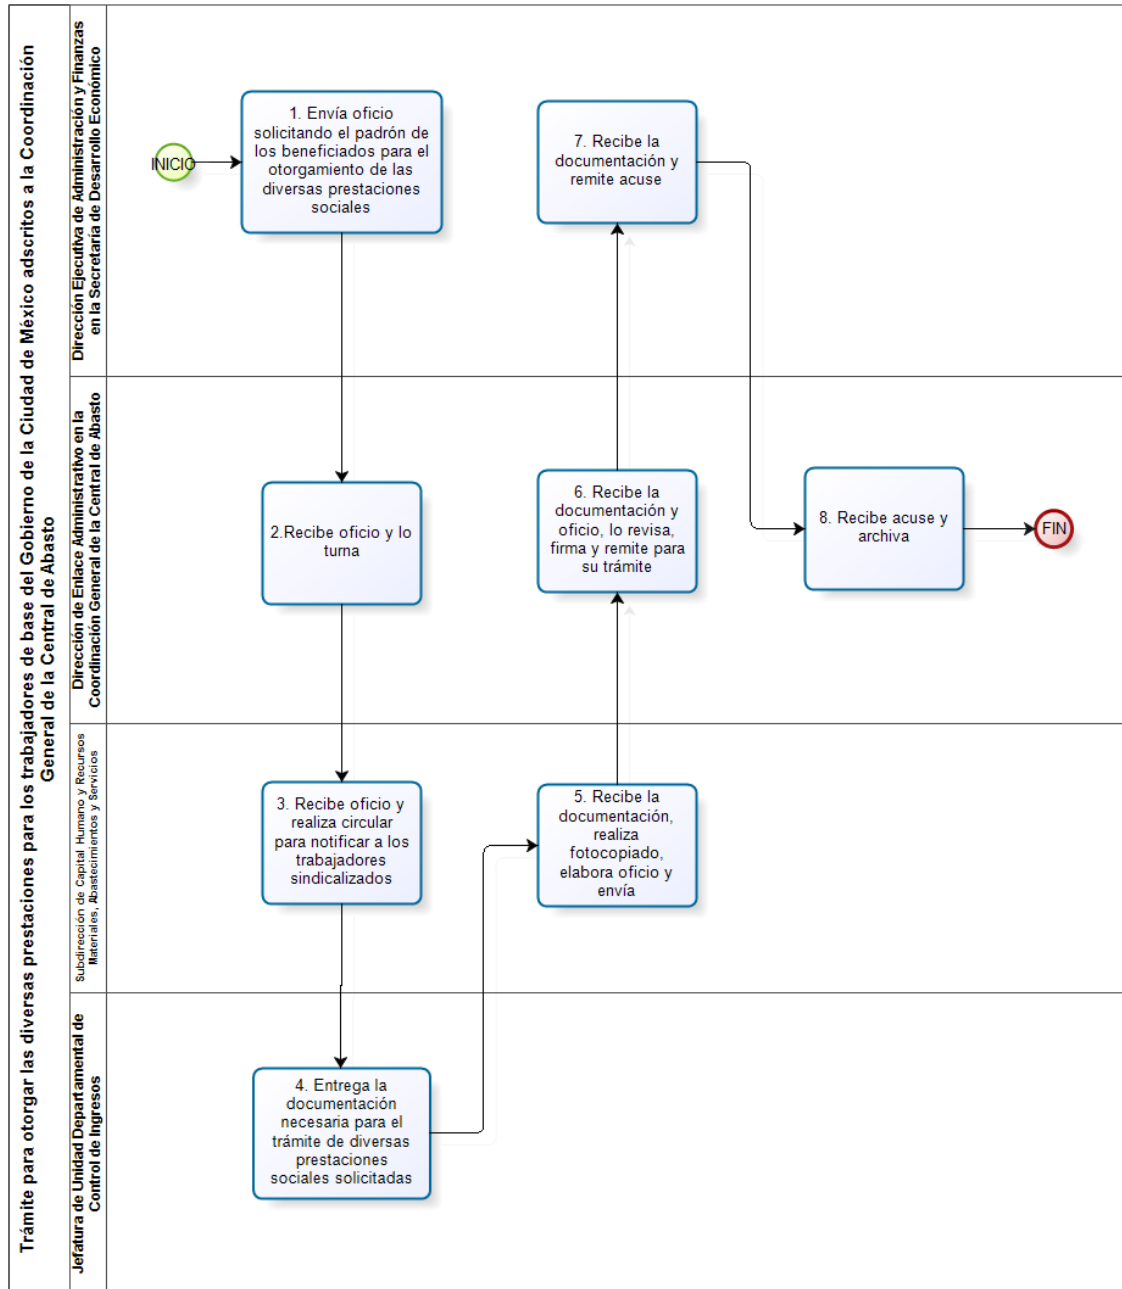 Trámite para otorgar las diversas prestaciones para los trabajadores de base del Gobierno de la Ciudad de México adscritos a la Coordinación
General de la Central de Abasto
Dirección Ejecutiva de Administración y Finanzas
en la Secretaría de Desarrollo Económico
INICIO
1. Envía oficio
solicitando el padrón de
los beneficiados para el
otorgamiento de las
diversas prestaciones
sociales
7. Recibe la
documentación y
remite acuse
Dirección de Enlace Administrativo en la
Coordinación General de la Central de Abasto
2.Recibe oficio y lo
turna
6. Recibe la
documentación y
oficio, lo revisa,
firma y remite para
su trámite
8. Recibe acuse y
archiva
FIN
Subdirección de Capital Humano y Recursos
Materiales, Abastecimientos y Servicios
3. Recibe oficio y
realiza circular
para notificar a los
trabajadores
sindicalizados
5. Recibe la
documentación,
realiza
fotocopiado,
elabora oficio y
envía
Jefatura de Unidad Departamental de
Control de Ingresos
4. Entrega la
documentación
necesaria para el
trámite de diversas
prestaciones
sociales solicitadas